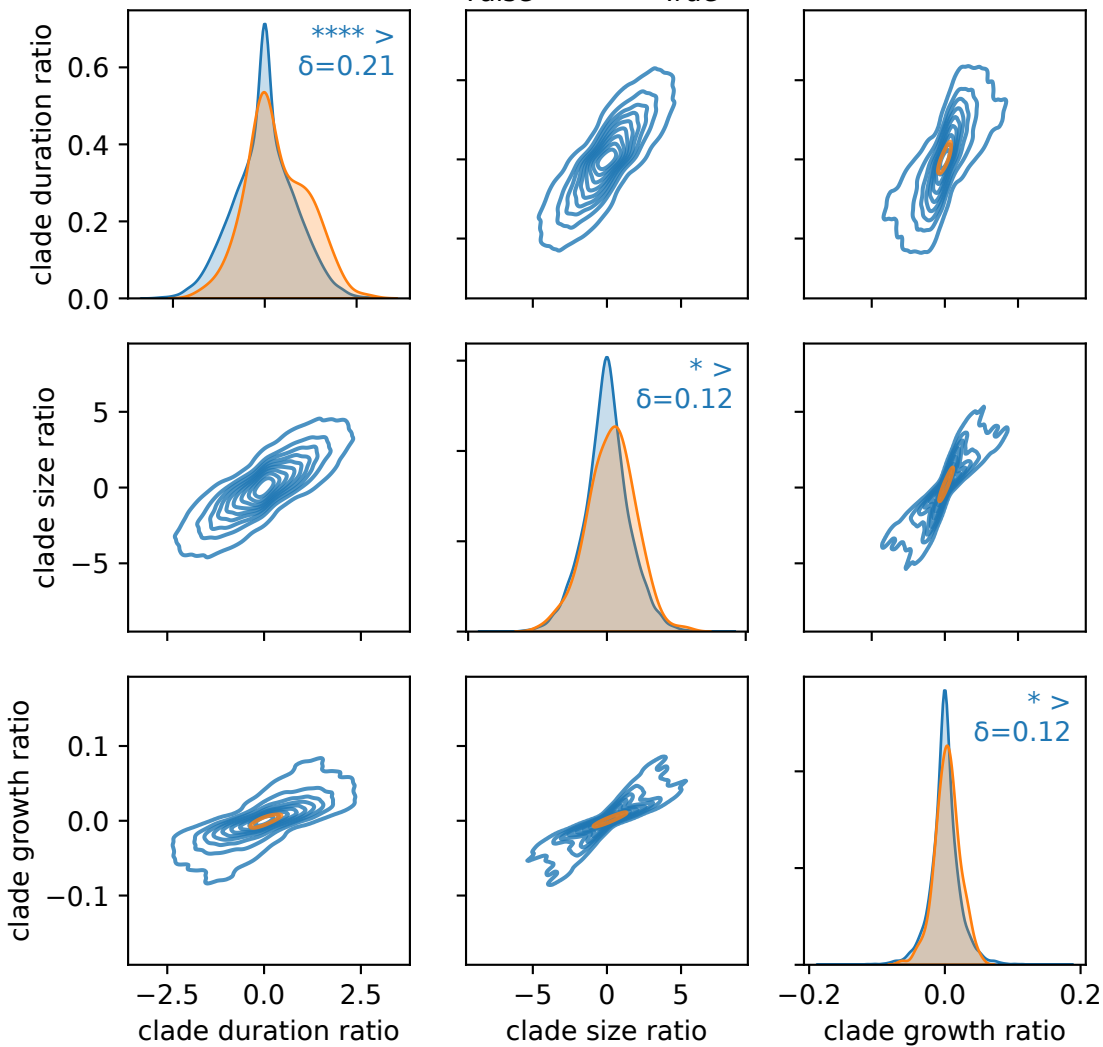 clade duration ratio
0.6
0.4
0.2
0.0
**** >
δ=0.21
clade size ratio
5
0
−5
* >
δ=0.12
clade growth ratio
0.1
0.0
−0.1
* >
δ=0.12
−2.5 0.0 2.5
−5 0 5
−0.2 0.0 0.2
clade duration ratio
clade size ratio
clade growth ratio